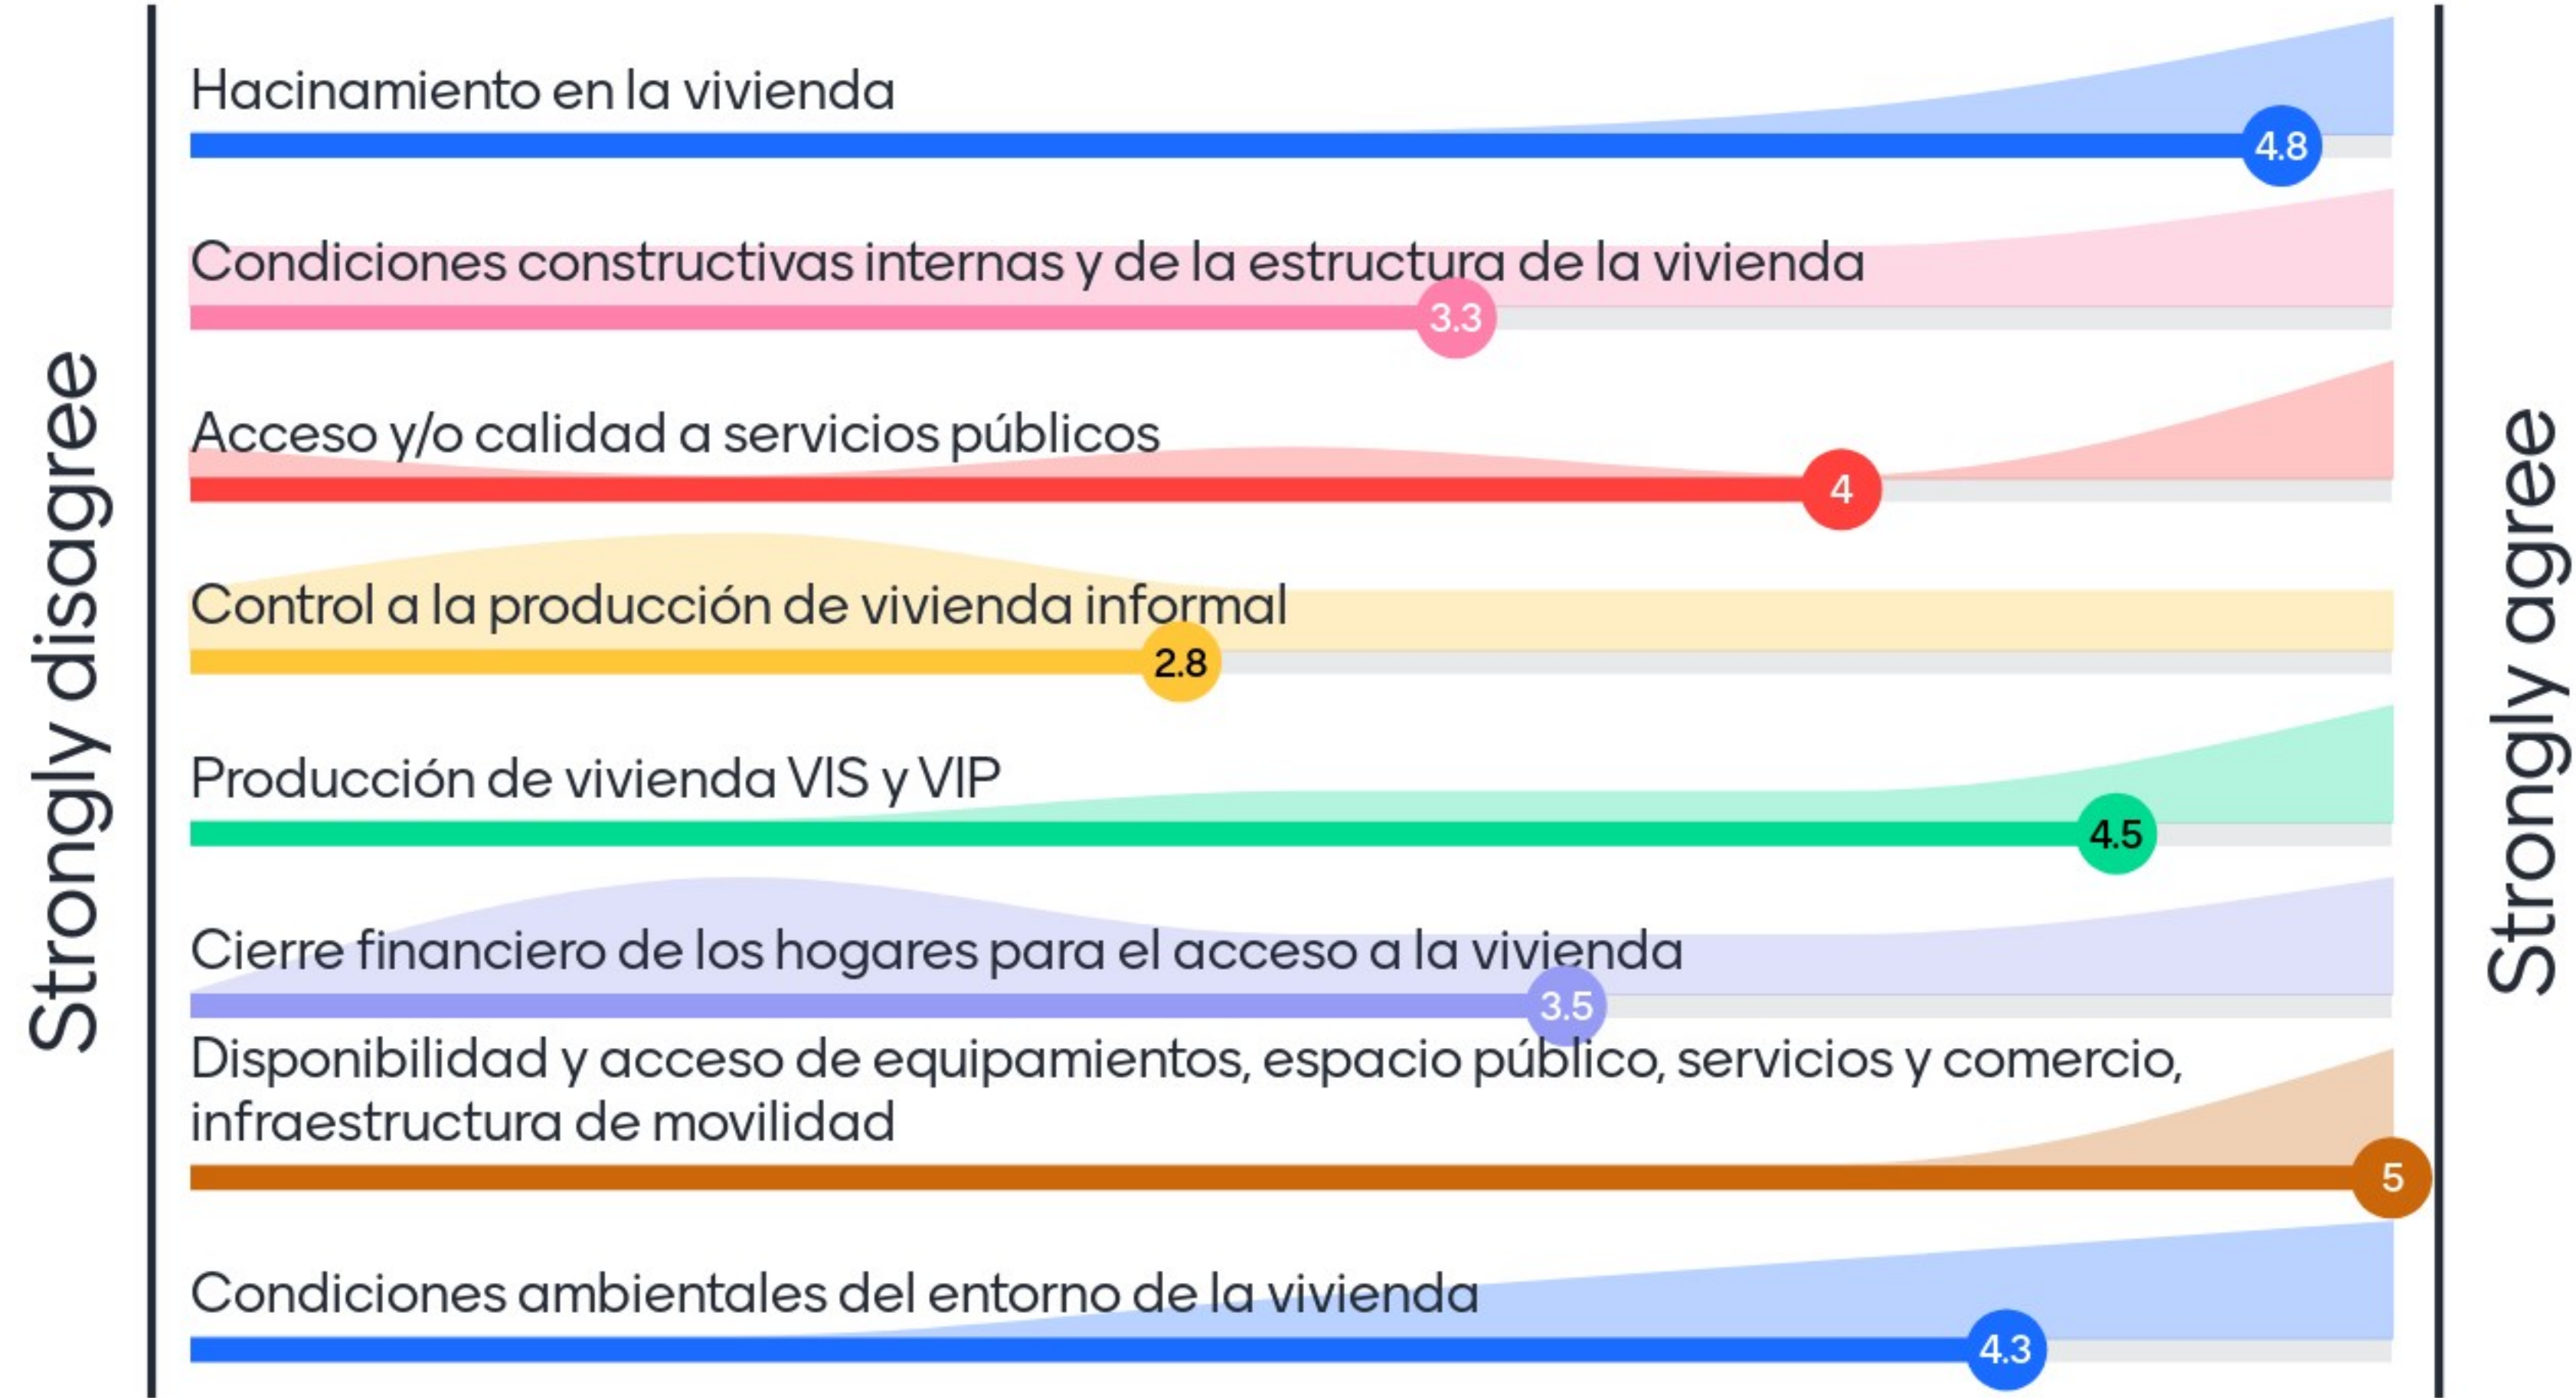 Strongly disagree
Hacinamiento en la vivienda
4.8
Condiciones constructivas internas y de la estructura de la vivienda
3.3
Acceso y/o calidad a servicios públicos
4
Control a la producción de vivienda informal
2.8
Producción de vivienda VIS y VIP
4.5
Cierre financiero de los hogares para el acceso a la vivienda
3.5
Disponibilidad y acceso de equipamientos, espacio público, servicios y comercio,
infraestructura de movilidad
5
Condiciones ambientales del entorno de la vivienda
4.3
Strongly agree